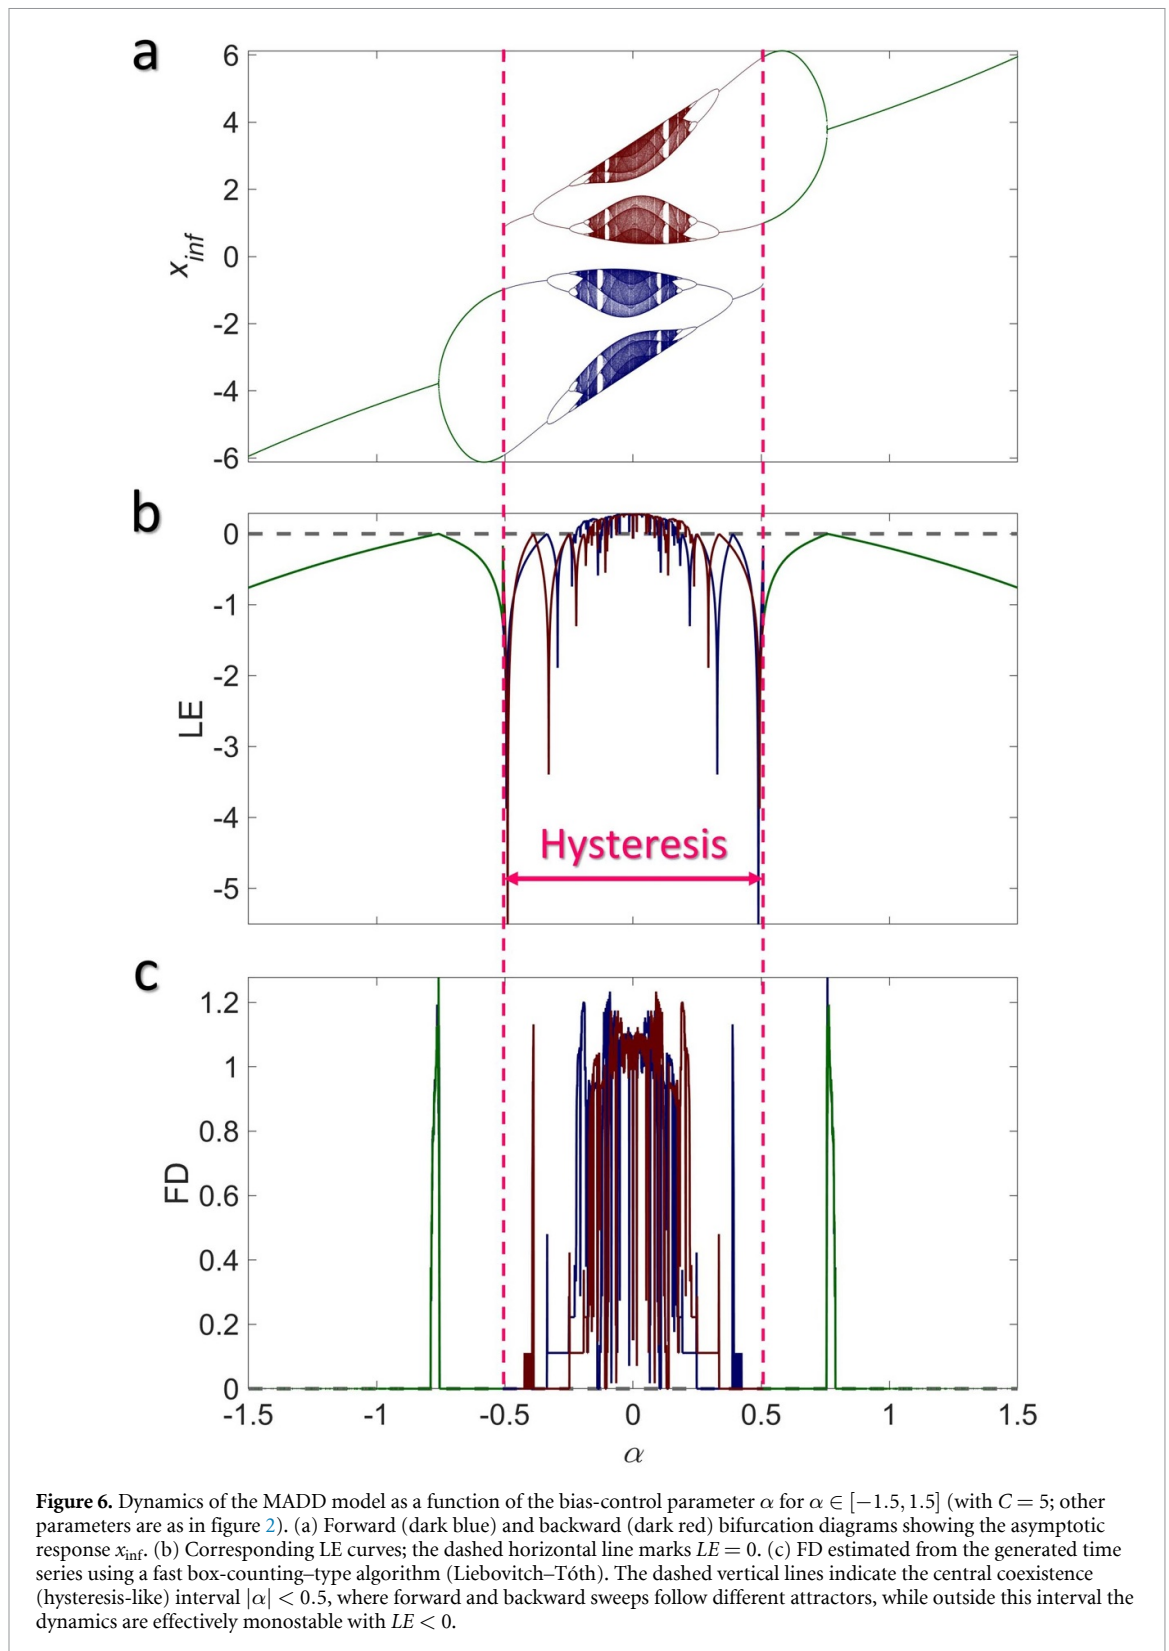 a
6
4
2
0
-2
-4
-6
x_inf
b
0
-1
-2
-3
-4
-5
LE
Hysteresis
c
1.2
1
0.8
0.6
0.4
0.2
0
FD
-1.5 -1 -0.5 0 0.5 1 1.5
α
Figure 6. Dynamics of the MADD model as a function of the bias-control parameter α for α ∈ [−1.5, 1.5] (with C = 5; other
parameters are as in figure 2). (a) Forward (dark blue) and backward (dark red) bifurcation diagrams showing the asymptotic
response x_inf. (b) Corresponding LE curves; the dashed horizontal line marks LE = 0. (c) FD estimated from the generated time
series using a fast box-counting–type algorithm (Liebovitch–Tóth). The dashed vertical lines indicate the central coexistence
(hysteresis-like) interval |α| < 0.5, where forward and backward sweeps follow different attractors, while outside this interval the
dynamics are effectively monostable with LE < 0.